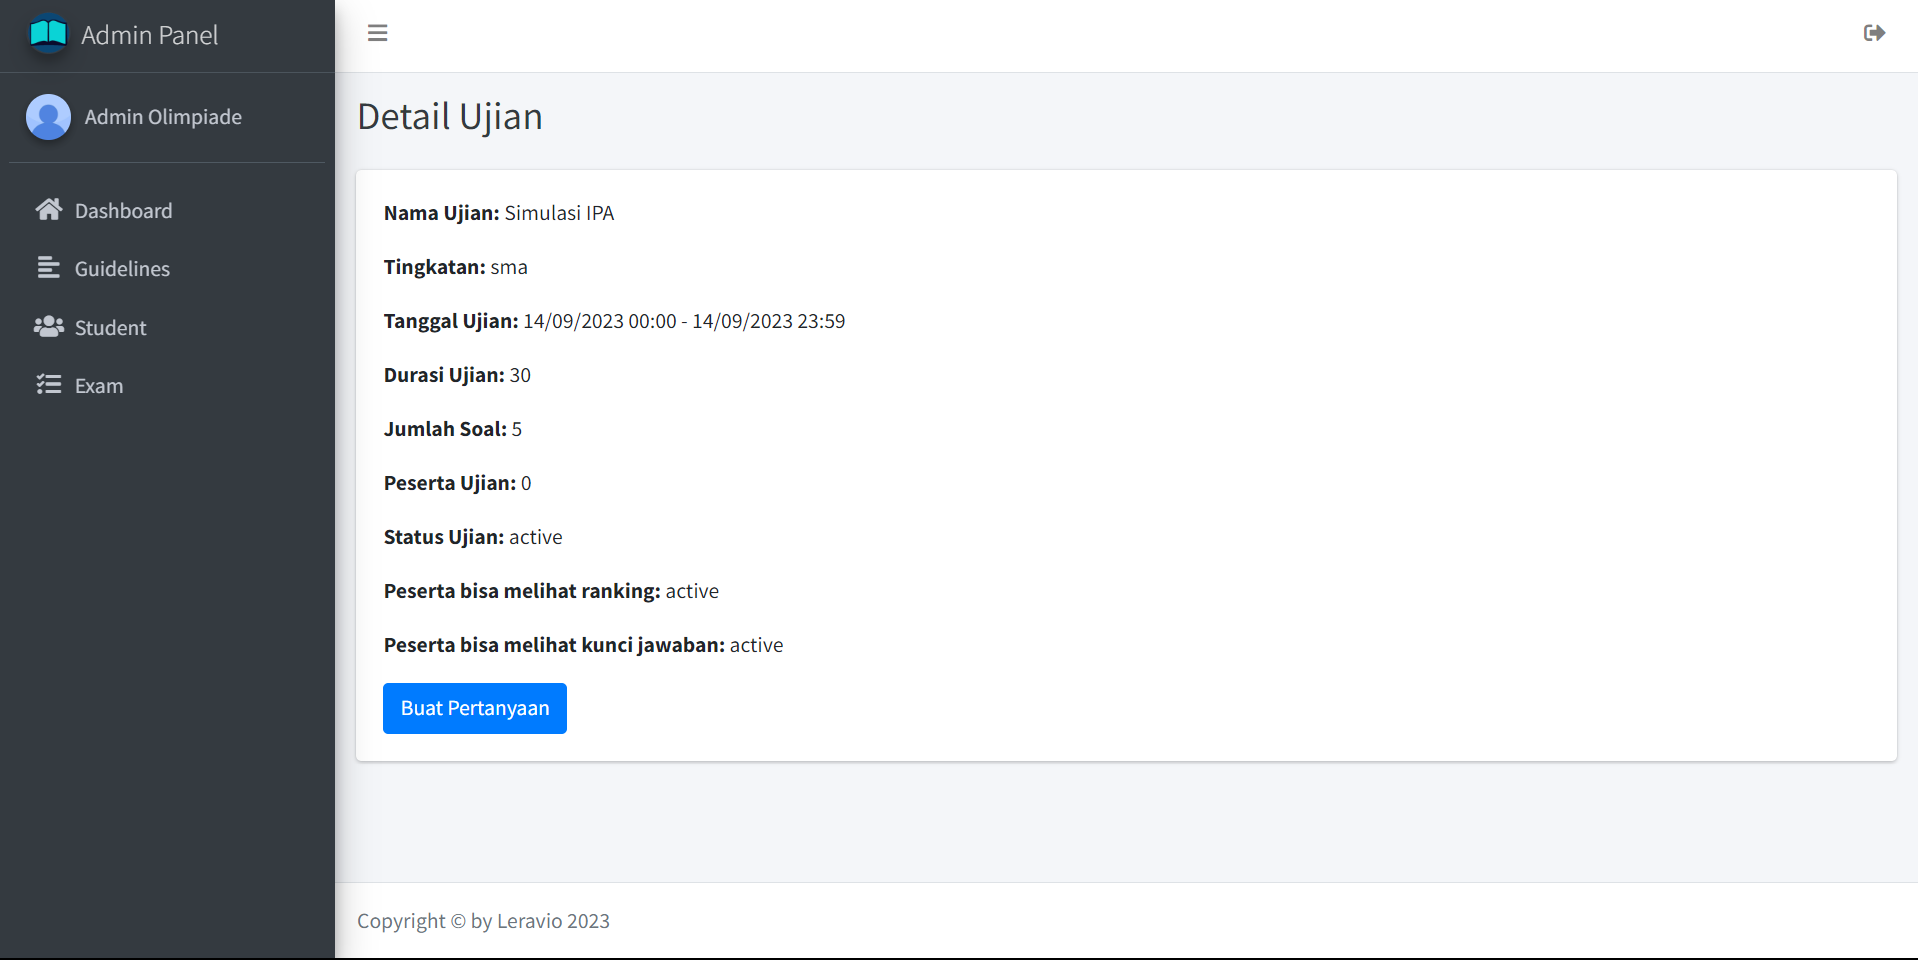 Admin Panel
Admin Olimpiade
Dashboard
Guidelines
Student
Exam
Detail Ujian
Nama Ujian: Simulasi IPA
Tingkatan: sma
Tanggal Ujian: 14/09/2023 00:00 - 14/09/2023 23:59
Durasi Ujian: 30
Jumlah Soal: 5
Peserta Ujian: 0
Status Ujian: active
Peserta bisa melihat ranking: active
Peserta bisa melihat kunci jawaban: active
Buat Pertanyaan
Copyright © by Leravio 2023